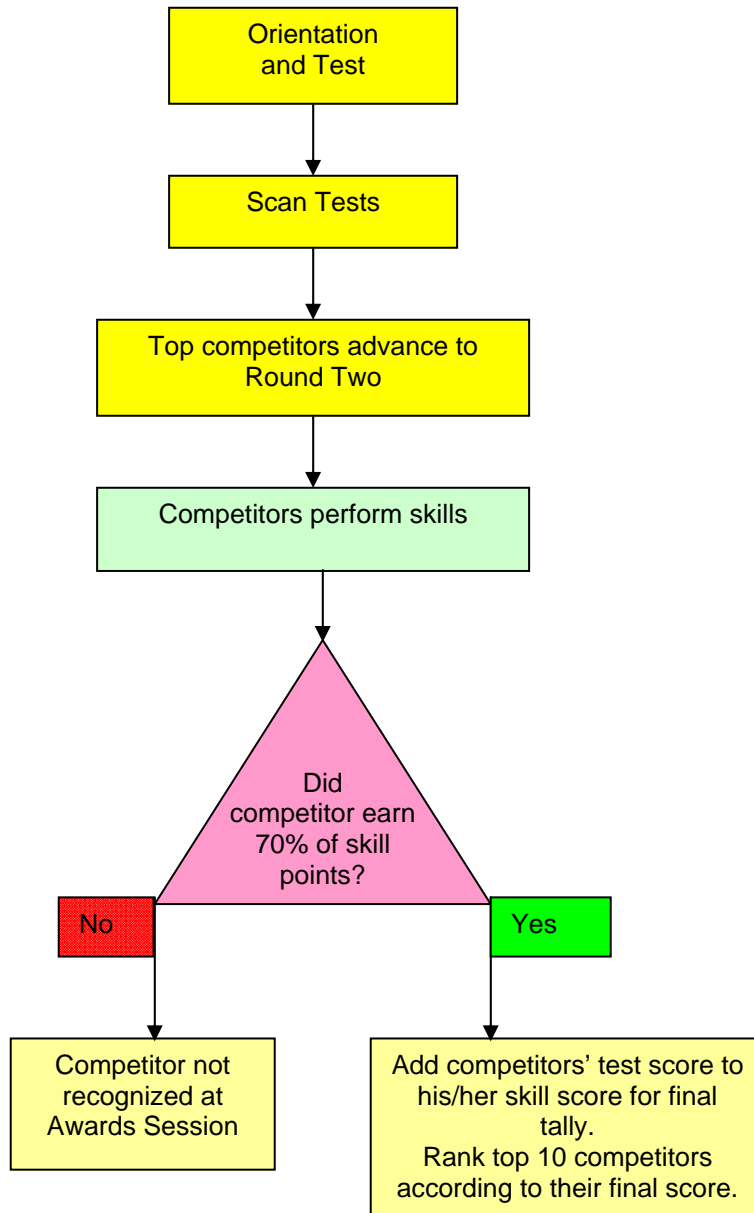 Orientation
and Test
Scan Tests
Top competitors advance to
Round Two
Competitors perform skills
Did
competitor earn
70% of skill
points?
No
Yes
Competitor not
recognized at
Awards Session
Add competitors’ test score to
his/her skill score for final
tally.
Rank top 10 competitors
according to their final score.